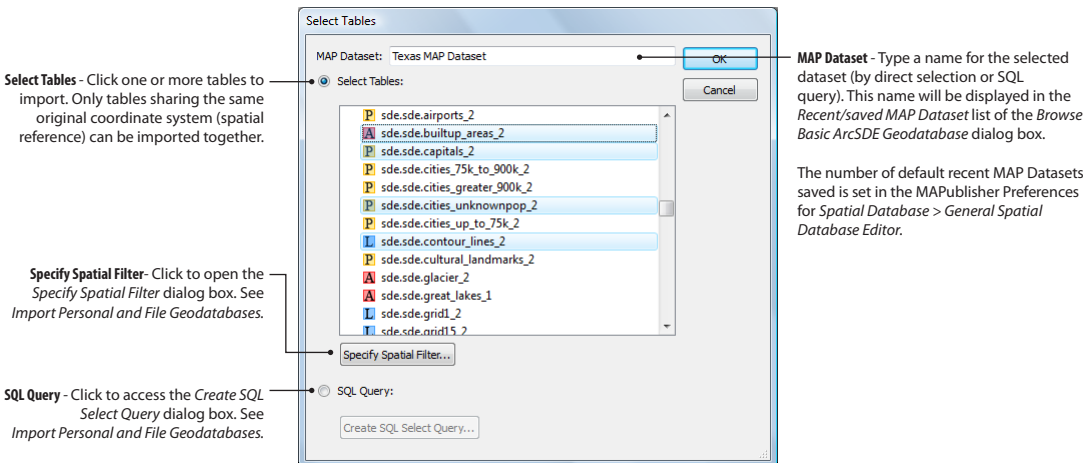 Select Tables
MAP Dataset: Texas MAP Dataset
OK
Cancel
Select Tables:
P sde.sde.airports_2
A sde.sde.builtup_areas_2
P sde.sde.capitals_2
P sde.sde.cities_75k_to_900k_2
P sde.sde.cities_greater_900k_2
P sde.sde.cities_unknownpop_2
P sde.sde.cities_up_to_75k_2
L sde.sde.contour_lines_2
P sde.sde.cultural_landmarks_2
A sde.sde.glacier_2
A sde.sde.great_lakes_1
L sde.sde.grid1_2
L sde.sde.grid15_2
Specify Spatial Filter...
SQL Query:
Create SQL Select Query...
Select Tables - Click one or more tables to
import. Only tables sharing the same
original coordinate system (spatial
reference) can be imported together.
Specify Spatial Filter- Click to open the
Specify Spatial Filter dialog box. See
Import Personal and File Geodatabases.
SQL Query - Click to access the Create SQL
Select Query dialog box. See
Import Personal and File Geodatabases.
MAP Dataset - Type a name for the selected
dataset (by direct selection or SQL
query). This name will be displayed in the
Recent/saved MAP Dataset list of the Browse
Basic ArcSDE Geodatabase dialog box.
The number of default recent MAP Datasets
saved is set in the MAPublisher Preferences
for Spatial Database > General Spatial
Database Editor.